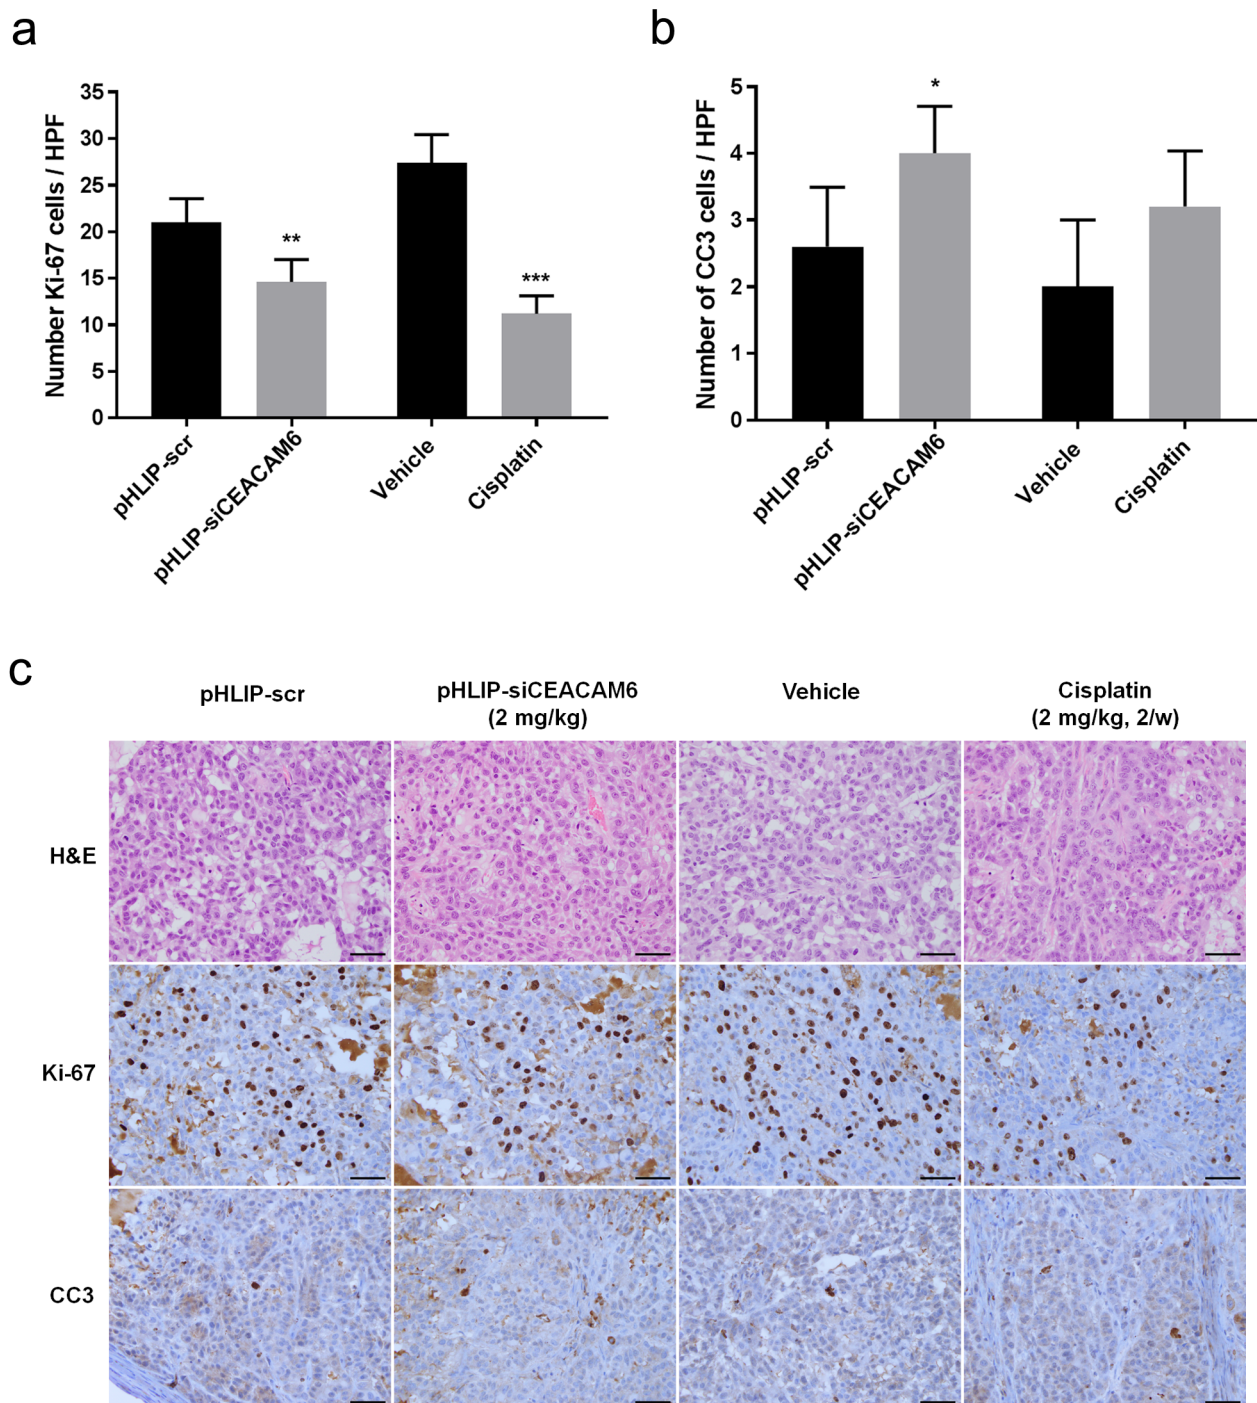 a
Number Ki-67 cells / HPF
35
30
25
20
15
10
5
0
**
***
pHLIP-scr
pHLIP-siCEACAM6
Vehicle
Cisplatin
b
Number of CC3 cells / HPF
5
4
3
2
1
0
*
pHLIP-scr
pHLIP-siCEACAM6
Vehicle
Cisplatin
c
pHLIP-scr
pHLIP-siCEACAM6
(2 mg/kg)
Vehicle
Cisplatin
(2 mg/kg, 2/w)
H&E
Ki-67
CC3